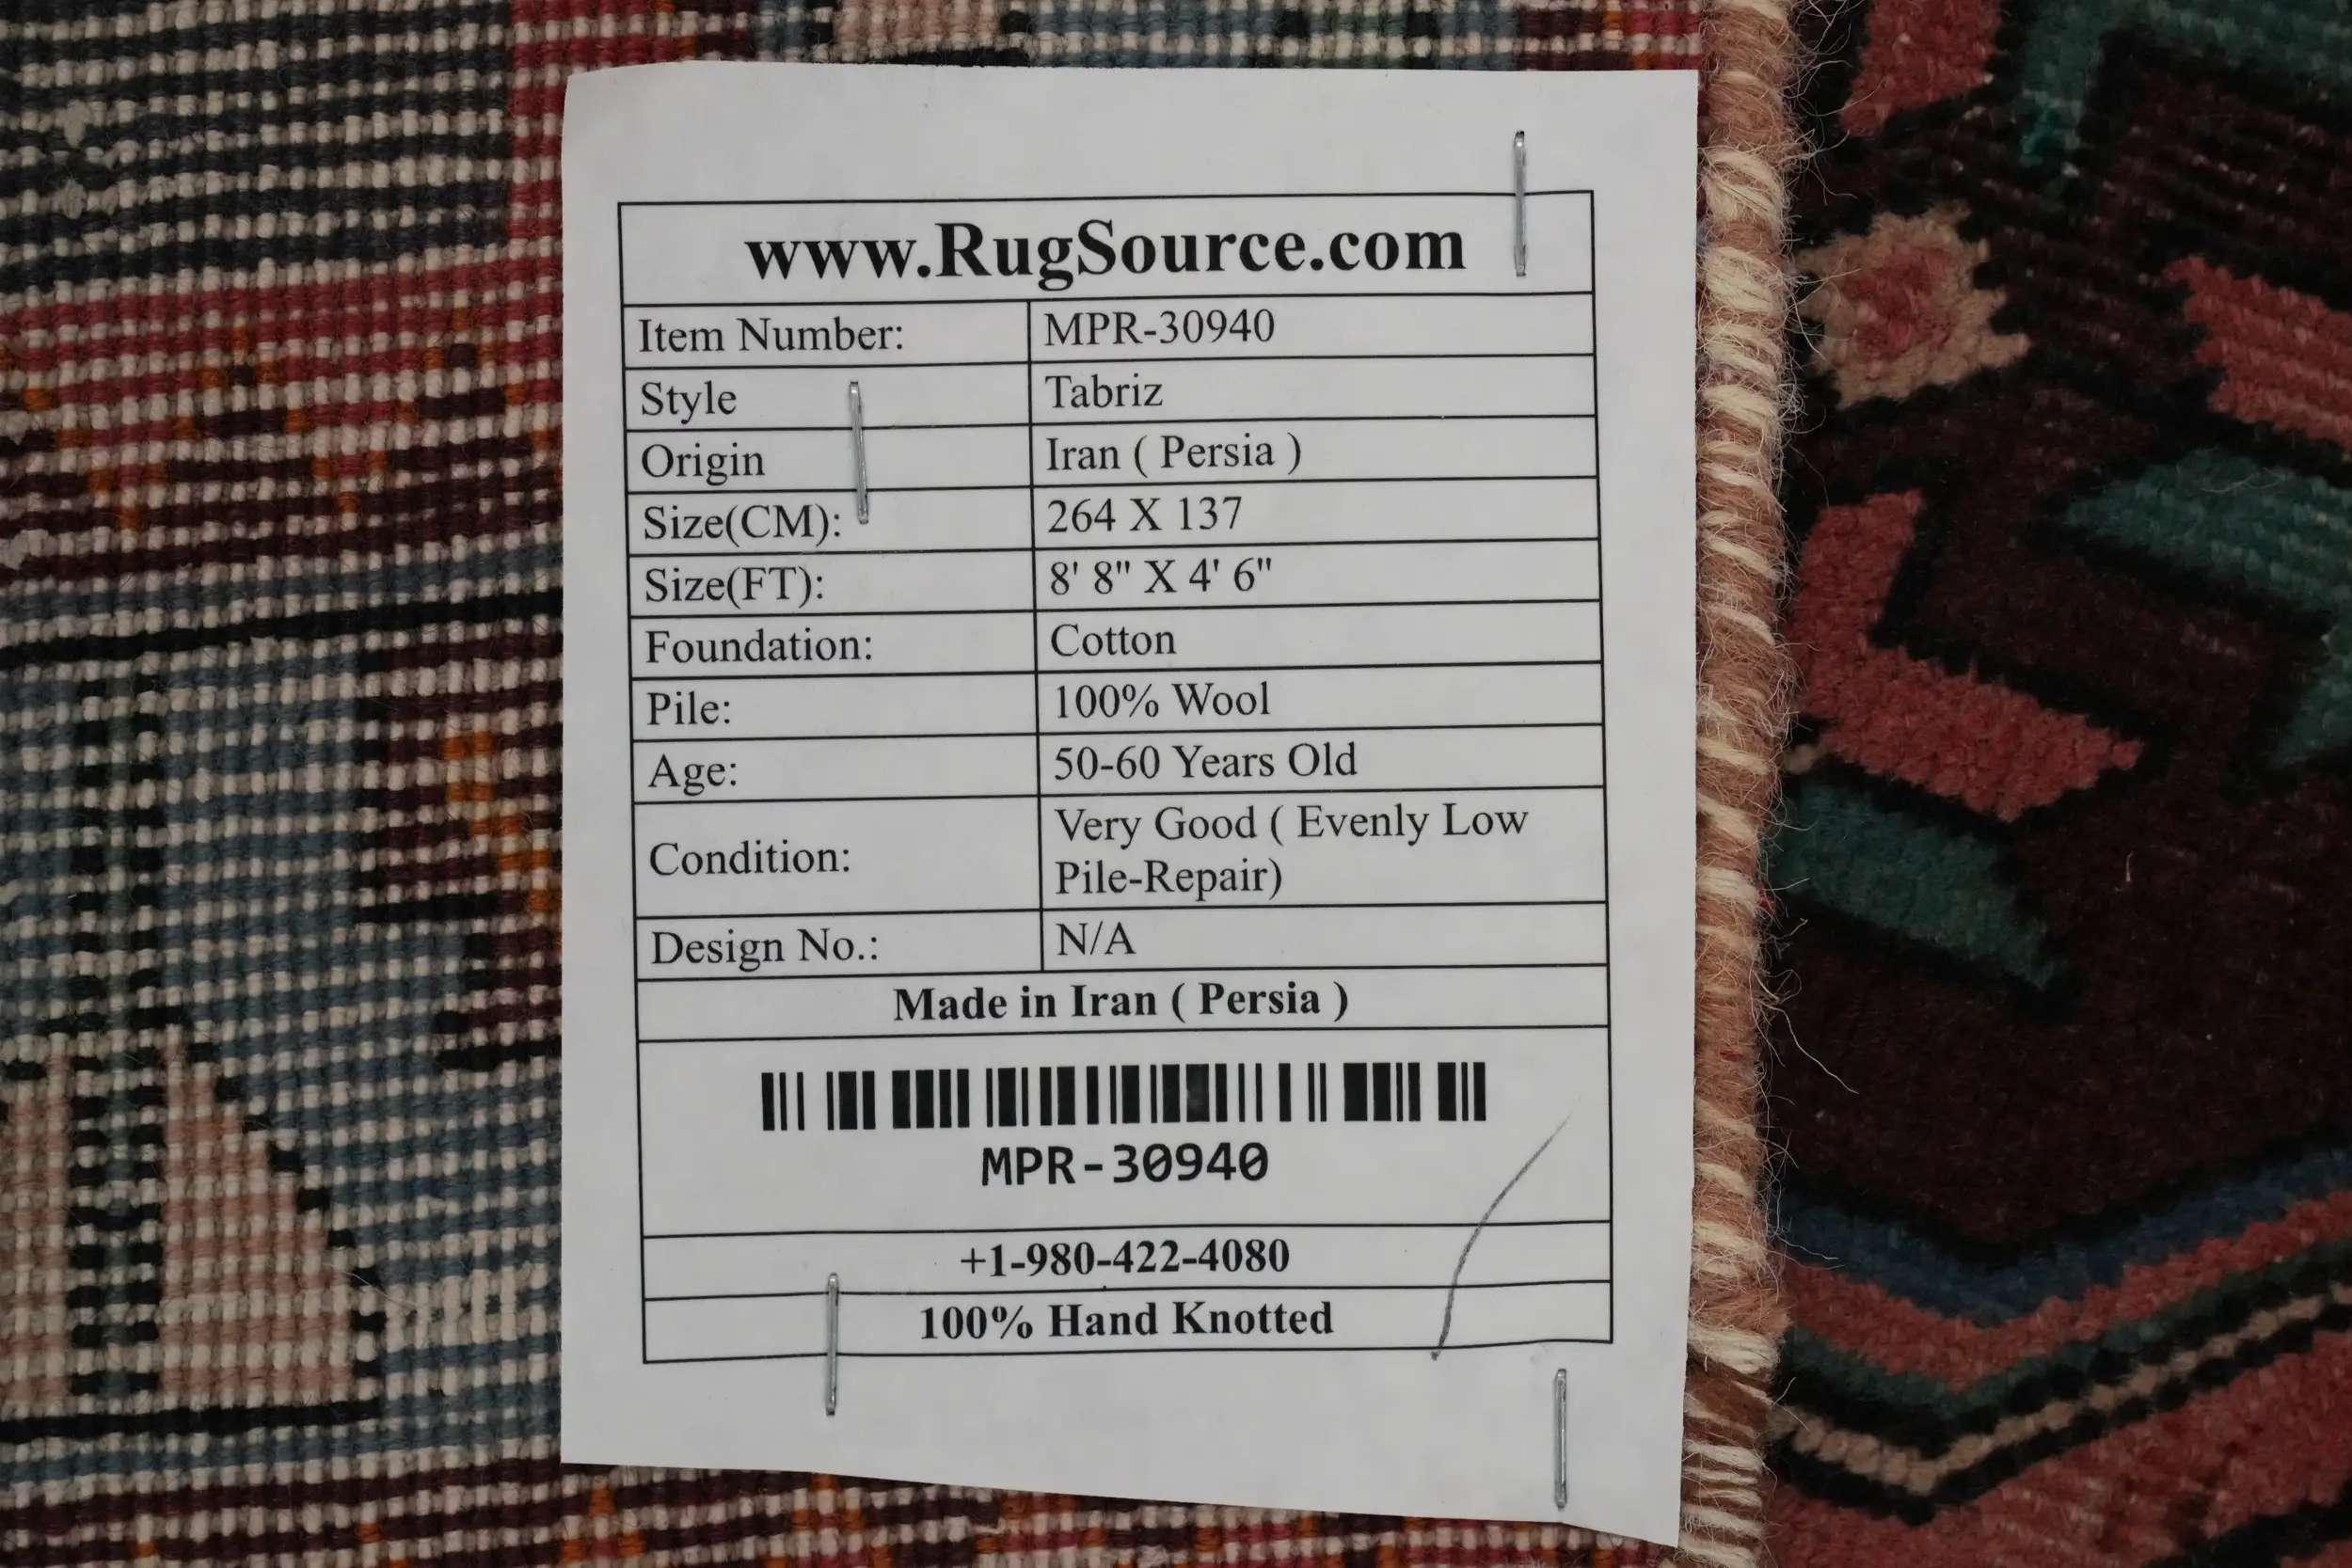 www.RugSource.com
Item Number: MPR-30940
Style Tabriz
Origin Iran ( Persia )
Size(CM): 264 X 137
Size(FT): 8' 8" X 4' 6"
Foundation: Cotton
Pile: 100% Wool
Age: 50-60 Years Old
Condition: Very Good ( Evenly Low
Pile-Repair)
Design No.: N/A
Made in Iran ( Persia )
MPR-30940
+1-980-422-4080
100% Hand Knotted